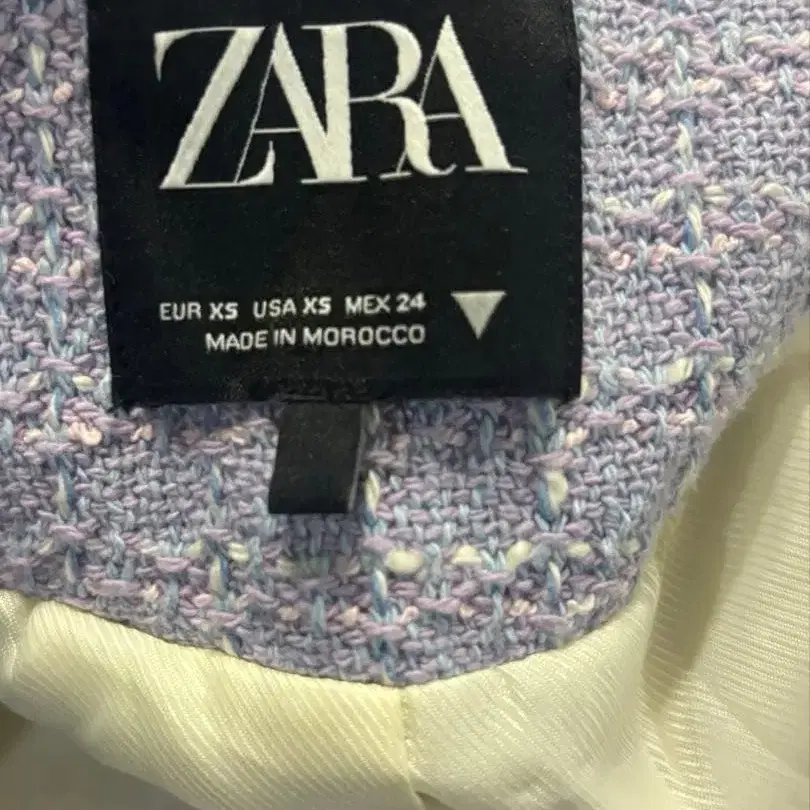 ZARA
EUR XS USA XS MEX 24
MADE IN MOROCCO